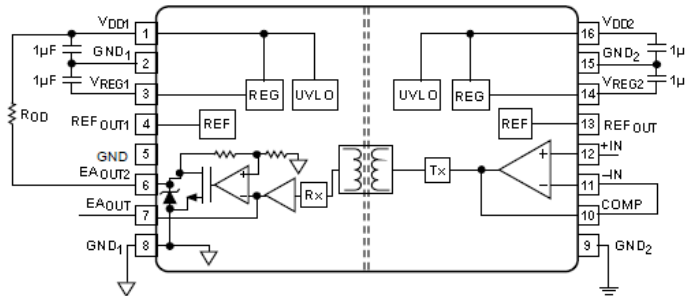 VDD1
1
1µF
GND1
2
1µF
VREG1
3
ROD
REFOUT1
4
GND
5
EAOUT2
6
EAOUT
7
GND1
8
REG
UVLO
REF
Rx
Tx
UVLO
REG
REF
16
VDD2
1µ
15
GND2
1µ
14
VREG2
13
REFOUT
12
+IN
11
−IN
10
COMP
9
GND2
+
−
+
−